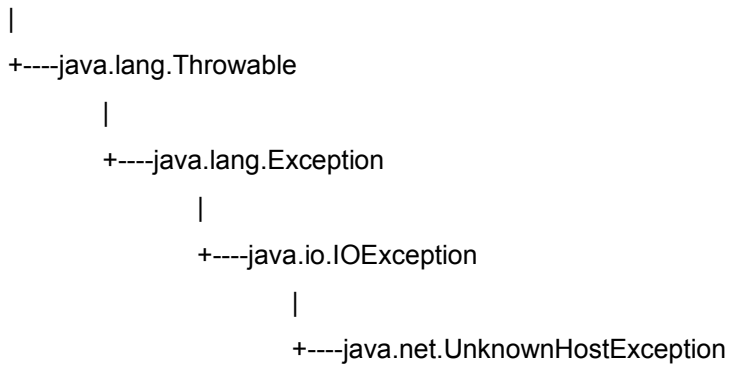 |
+----java.lang.Throwable
|
+----java.lang.Exception
|
+----java.io.IOException
|
+----java.net.UnknownHostException